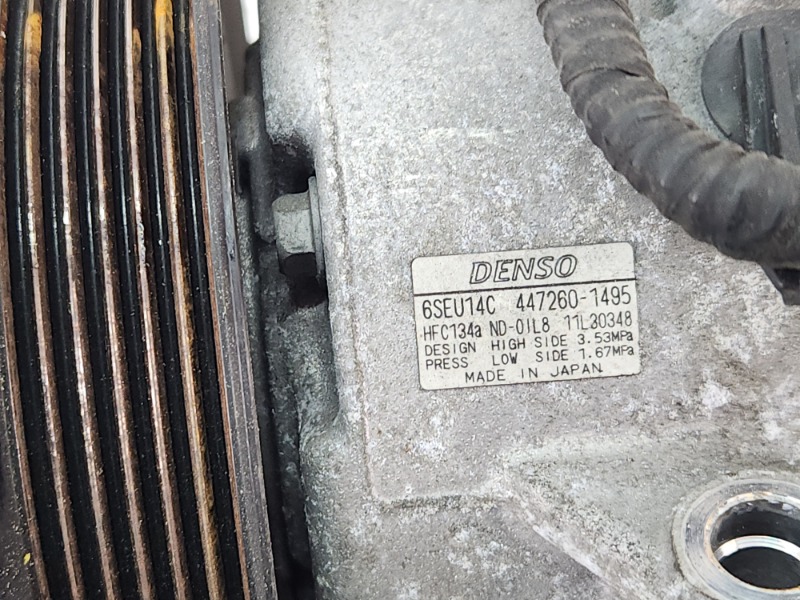 DENSO
6SEU14C 447260-1495
HFC134a ND-OIL8 11L30348
DESIGN HIGH SIDE 3.53MPa
PRESS LOW SIDE 1.67MPa
MADE IN JAPAN